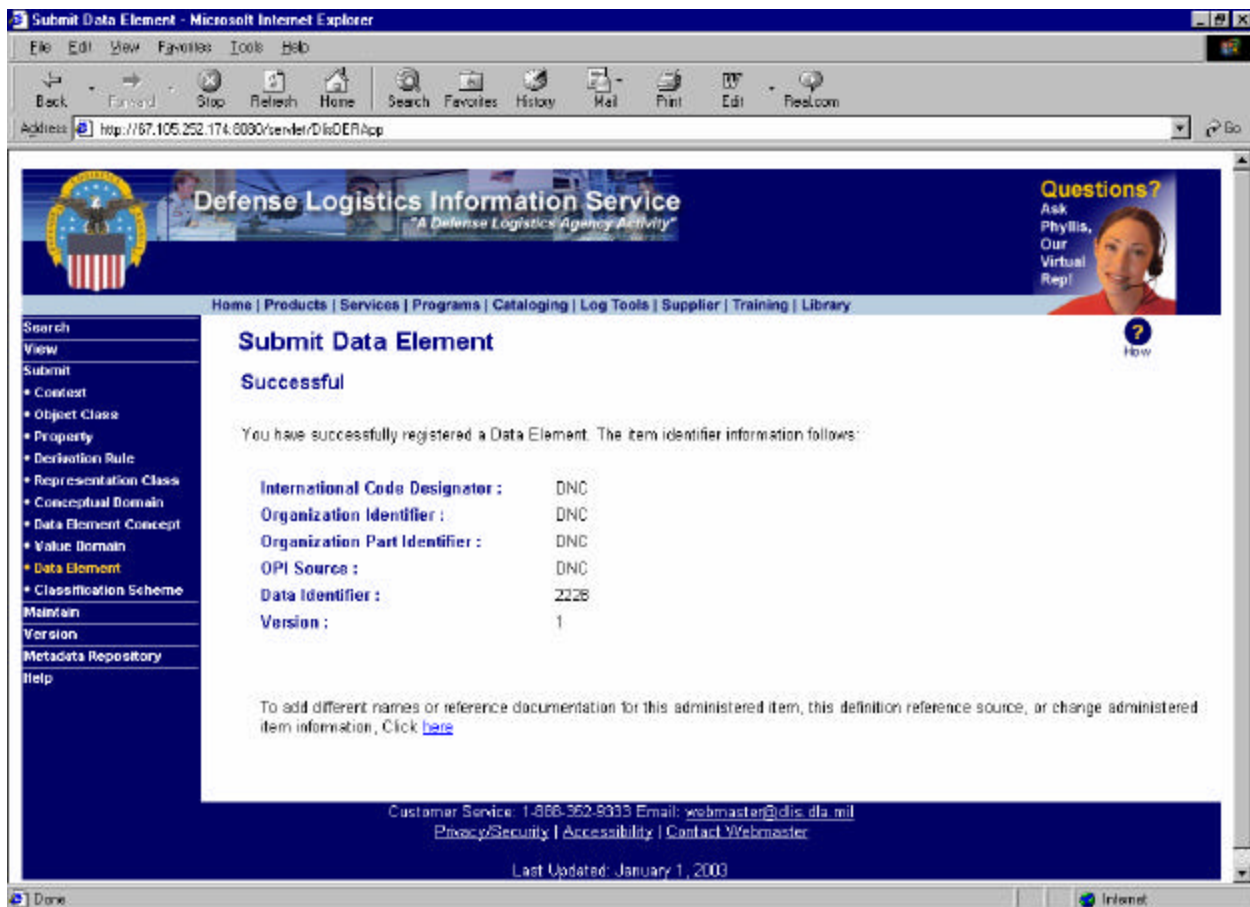 Submit Data Element - Microsoft Internet Explorer
File Edit View Favorites Tools Help
Back Forward Stop Refresh Home Search Favorites History Mail Print Edit Real.com
Address http://67.105.252.174:8080/servlet/DlisDERApp Go
Defense Logistics Information Service
"A Defense Logistics Agency Activity"
Questions?
Ask
Phyllis,
Our
Virtual
Rep!
Home | Products | Services | Programs | Cataloging | Log Tools | Supplier | Training | Library
Search
View
Submit
• Context
• Object Class
• Property
• Derivation Rule
• Representation Class
• Conceptual Domain
• Data Element Concept
• Value Domain
• Data Element
• Classification Scheme
Maintain
Version
Metadata Repository
Help
Submit Data Element
?
How
Successful
You have successfully registered a Data Element. The item identifier information follows:
International Code Designator : DNC
Organization Identifier : DNC
Organization Part Identifier : DNC
OPI Source : DNC
Data Identifier : 2228
Version : 1
To add different names or reference documentation for this administered item, this definition reference source, or change administered
item information, Click here
Customer Service: 1-888-352-9333 Email: webmaster@dlis.dla.mil
Privacy/Security | Accessibility | Contact Webmaster
Last Updated: January 1, 2003
Done Internet